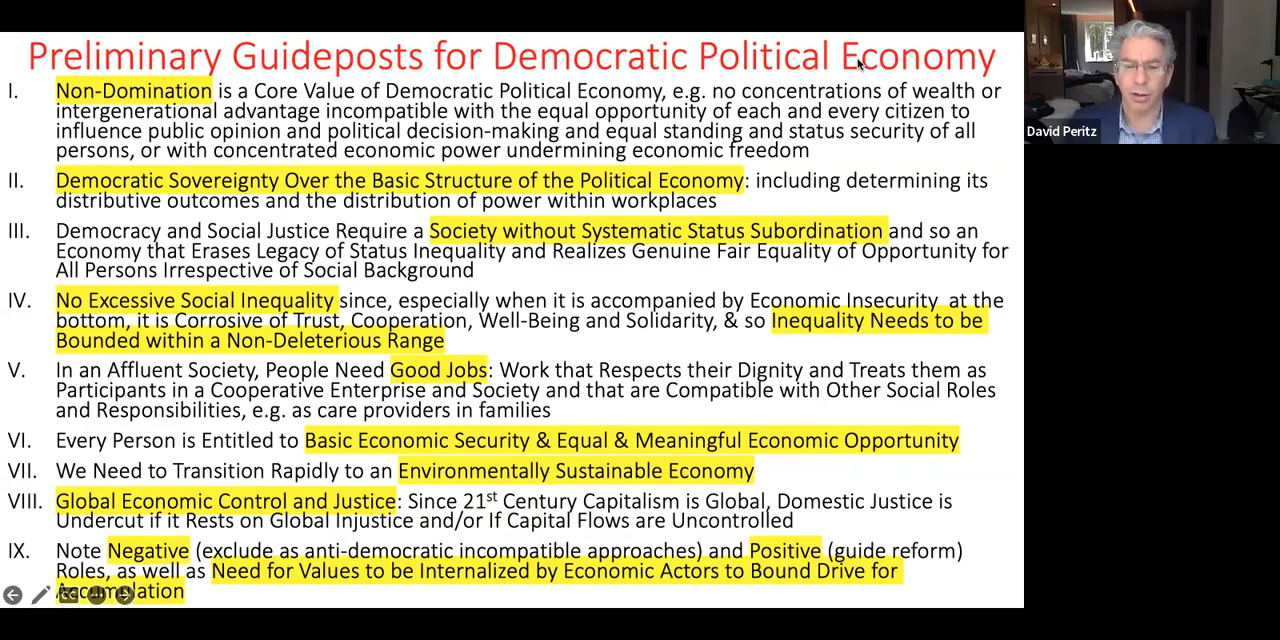 Preliminary Guideposts for Democratic Political Economy
I. Non-Domination is a Core Value of Democratic Political Economy, e.g. no concentrations of wealth or
intergenerational advantage incompatible with the equal opportunity of each and every citizen to
influence public opinion and political decision-making and equal standing and status security of all
persons, or with concentrated economic power undermining economic freedom
II. Democratic Sovereignty Over the Basic Structure of the Political Economy: including determining its
distributive outcomes and the distribution of power within workplaces
III. Democracy and Social Justice Require a Society without Systematic Status Subordination and so an
Economy that Erases Legacy of Status Inequality and Realizes Genuine Fair Equality of Opportunity for
All Persons Irrespective of Social Background
IV. No Excessive Social Inequality since, especially when it is accompanied by Economic Insecurity at the
bottom, it is Corrosive of Trust, Cooperation, Well-Being and Solidarity, & so Inequality Needs to be
Bounded within a Non-Deleterious Range
V. In an Affluent Society, People Need Good Jobs: Work that Respects their Dignity and Treats them as
Participants in a Cooperative Enterprise and Society and that are Compatible with Other Social Roles
and Responsibilities, e.g. as care providers in families
VI. Every Person is Entitled to Basic Economic Security & Equal & Meaningful Economic Opportunity
VII. We Need to Transition Rapidly to an Environmentally Sustainable Economy
VIII. Global Economic Control and Justice: Since 21st Century Capitalism is Global, Domestic Justice is
Undercut if it Rests on Global Injustice and/or If Capital Flows are Uncontrolled
IX. Note Negative (exclude as anti-democratic incompatible approaches) and Positive (guide reform)
Roles, as well as Need for Values to be Internalized by Economic Actors to Bound Drive for
Accumulation
David Peritz